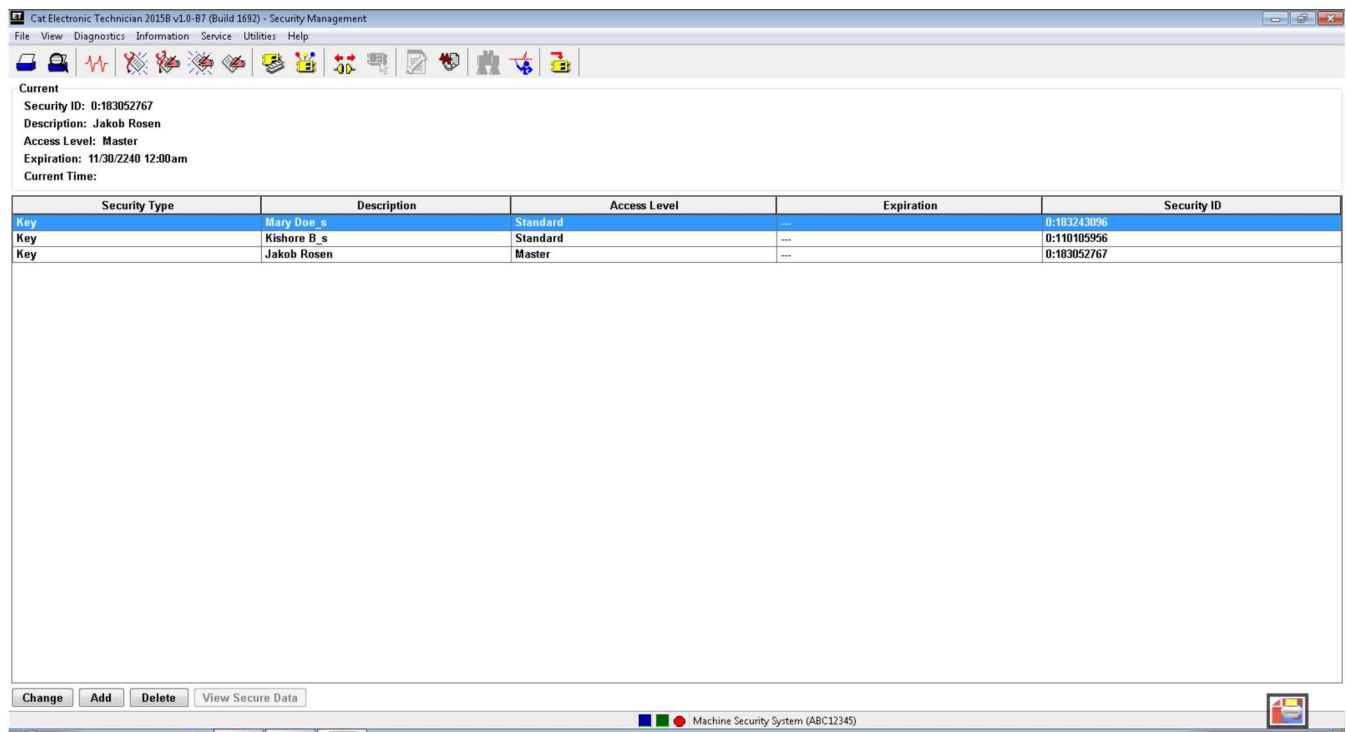 ET Cat Electronic Technician 2015B v1.0-B7 (Build 1692) - Security Management
File View Diagnostics Information Service Utilities Help
Current
Security ID: 0:183052767
Description: Jakob Rosen
Access Level: Master
Expiration: 11/30/2240 12:00am
Current Time:
Security Type Description Access Level Expiration Security ID
Key Mary Doe_s Standard --- 0:183243096
Key Kishore B_s Standard --- 0:110105956
Key Jakob Rosen Master --- 0:183052767
Change Add Delete View Secure Data
Machine Security System (ABC12345)